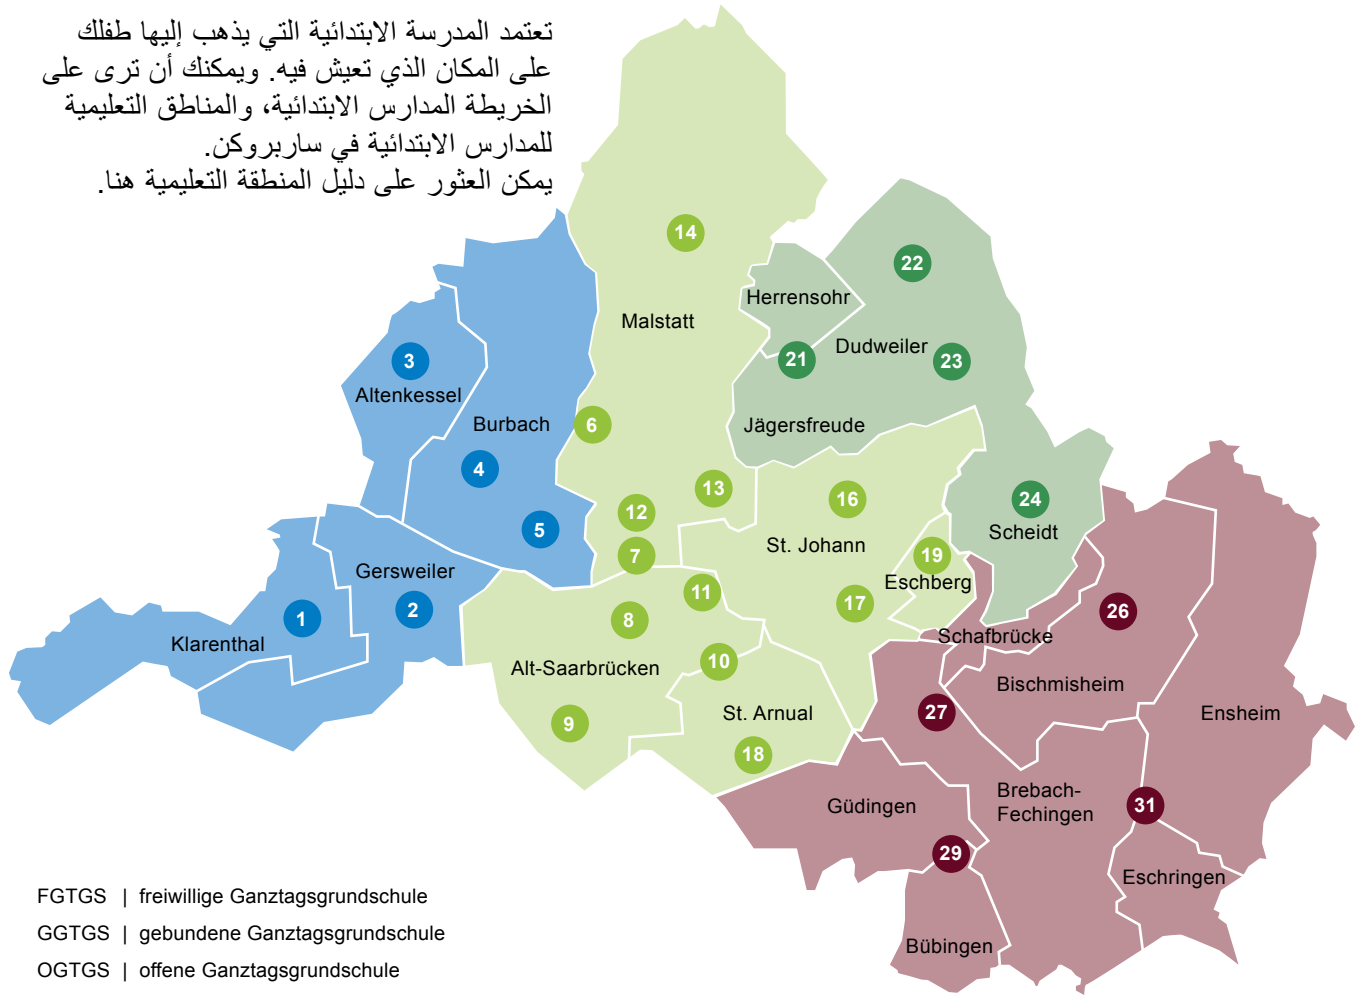 تعتمد المدرسة الابتدائية التي يذهب إليها طفلك
على المكان الذي تعيش فيه. ويمكنك أن ترى على
الخريطة المدارس الابتدائية، والمناطق التعليمية
للمدارس الابتدائية في ساربروكن.
يمكن العثور على دليل المنطقة التعليمية هنا.
14
22
Herrensohr
Malstatt
Dudweiler
3
21
23
Altenkessel
Burbach
6
Jägersfreude
4
13
16
24
12
5
Scheidt
St. Johann
7
19
Gersweiler
Eschberg
11
17
2
26
1
8
Schafbrücke
Klarenthal
10
Alt-Saarbrücken
Bischmisheim
St. Arnual
27
Ensheim
9
18
Brebach-
Fechingen
Güdingen
31
29
Eschringen
Bübingen
FGTGS | freiwillige Ganztagsgrundschule
GGTGS | gebundene Ganztagsgrundschule
OGTGS | offene Ganztagsgrundschule